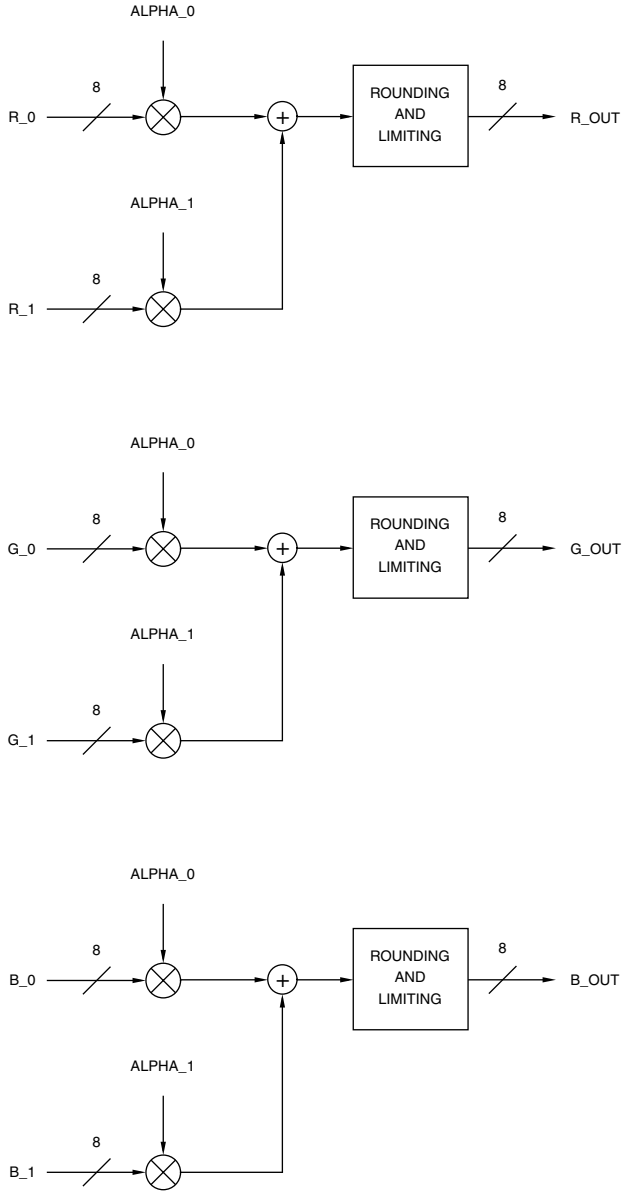 ALPHA_0
8
R_0
ROUNDING
AND
LIMITING
8
R_OUT
+
ALPHA_1
8
R_1
ALPHA_0
8
G_0
+
ROUNDING
AND
LIMITING
8
G_OUT
ALPHA_1
8
G_1
ALPHA_0
8
B_0
+
ROUNDING
AND
LIMITING
8
B_OUT
ALPHA_1
8
B_1